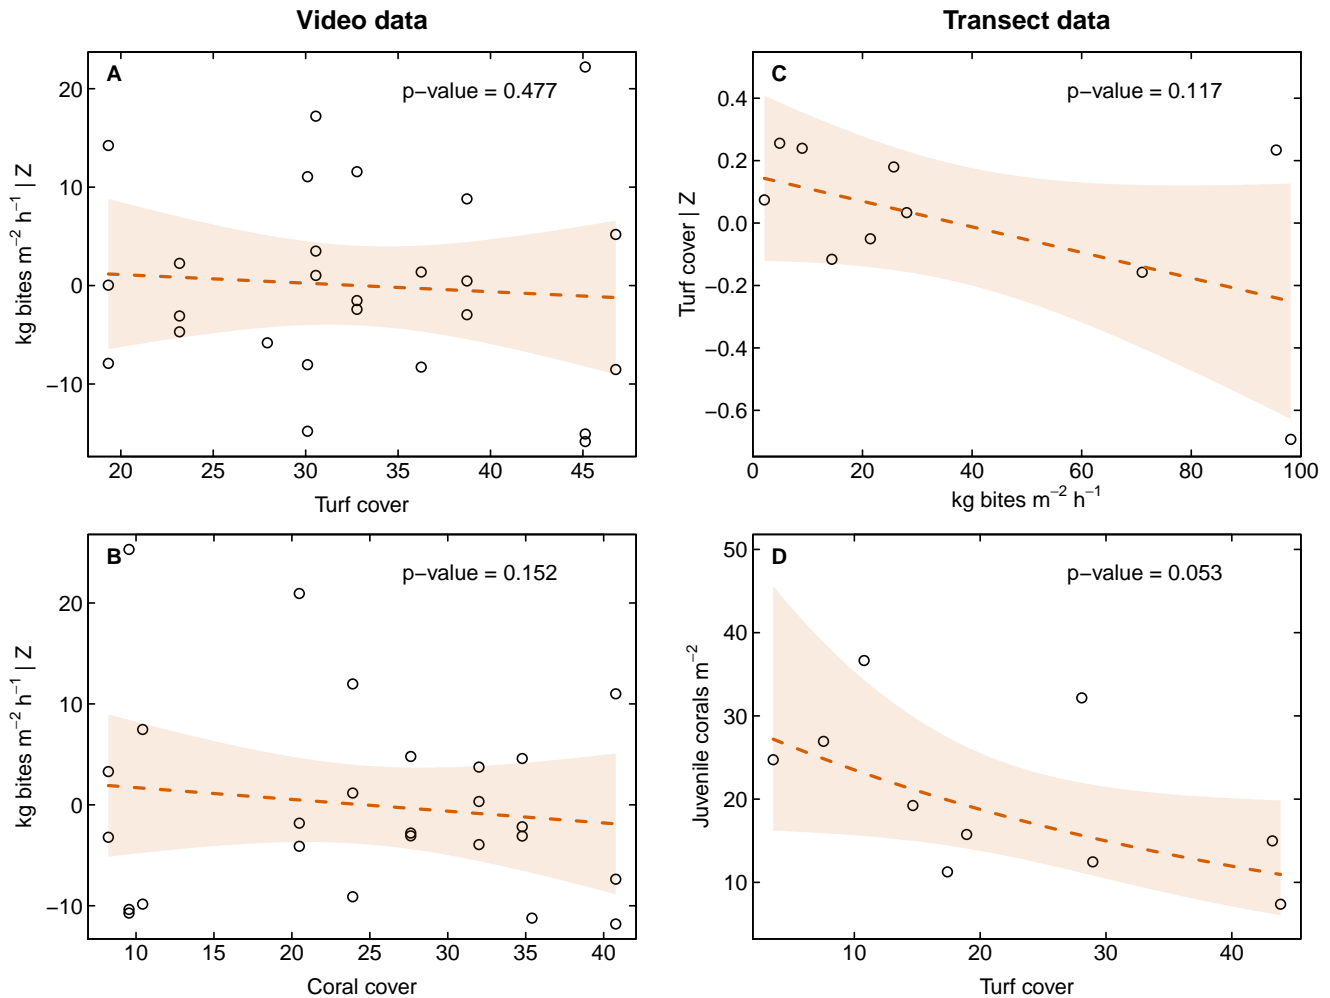 Video data
Transect data
A
p−value = 0.477
20
10
0
−10
kg bites m⁻² h⁻¹ | Z
20 25 30 35 40 45
Turf cover
C
p−value = 0.117
0.4
0.2
0.0
−0.2
−0.4
−0.6
Turf cover | Z
0 20 40 60 80 100
kg bites m⁻² h⁻¹
B
p−value = 0.152
20
10
0
−10
kg bites m⁻² h⁻¹ | Z
10 15 20 25 30 35 40
Coral cover
D
p−value = 0.053
50
40
30
20
10
Juvenile corals m⁻²
10 20 30 40
Turf cover